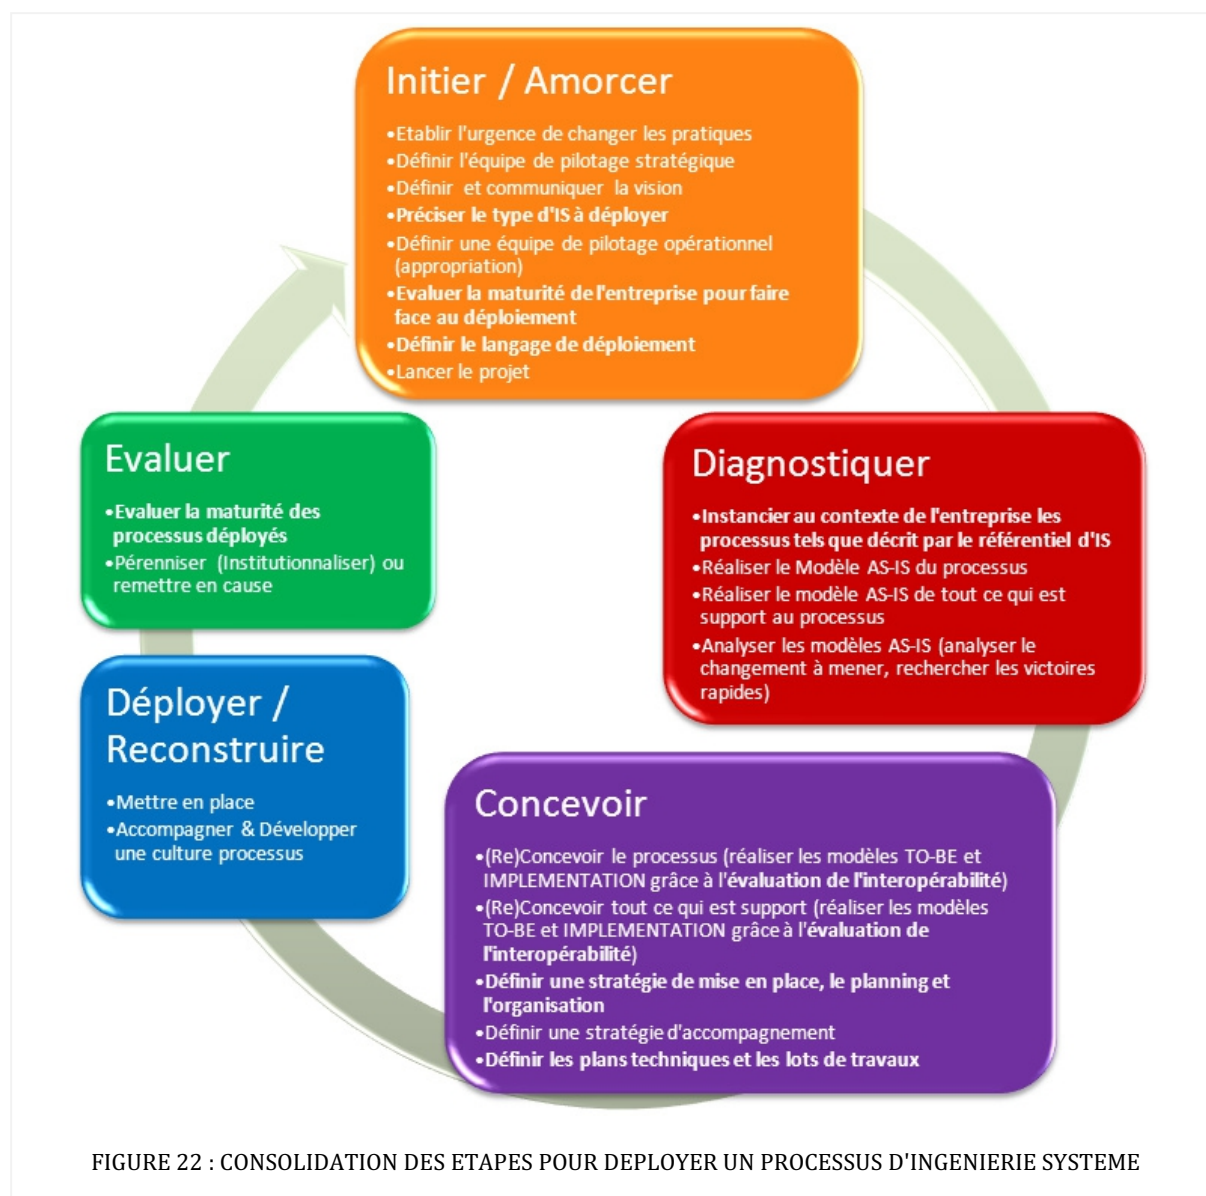 Initier / Amorcer
•Etablir l'urgence de changer les pratiques
•Définir l'équipe de pilotage stratégique
•Définir et communiquer la vision
•Préciser le type d'IS à déployer
•Définir une équipe de pilotage opérationnel
(appropriation)
•Evaluer la maturité de l'entreprise pour faire
face au déploiement
•Définir le langage de déploiement
•Lancer le projet
Diagnostiquer
•Instancier au contexte de l'entreprise les
processus tels que décrit par le référentiel d'IS
•Réaliser le Modèle AS-IS du processus
•Réaliser le modèle AS-IS de tout ce qui est
support au processus
•Analyser les modèles AS-IS (analyser le
changement à mener, rechercher les victoires
rapides)
Concevoir
•(Re)Concevoir le processus (réaliser les modèles TO-BE et
IMPLEMENTATION grâce à l'évaluation de l'interopérabilité)
•(Re)Concevoir tout ce qui est support (réaliser les modèles
TO-BE et IMPLEMENTATION grâce à l'évaluation de
l'interopérabilité)
•Définir une stratégie de mise en place, le planning et
l'organisation
•Définir une stratégie d'accompagnement
•Définir les plans techniques et les lots de travaux
Déployer /
Reconstruire
•Mettre en place
•Accompagner & Développer
une culture processus
Evaluer
•Evaluer la maturité des
processus déployés
•Pérenniser (Institutionnaliser) ou
remettre en cause
FIGURE 22 : CONSOLIDATION DES ETAPES POUR DEPLOYER UN PROCESSUS D'INGENIERIE SYSTEME